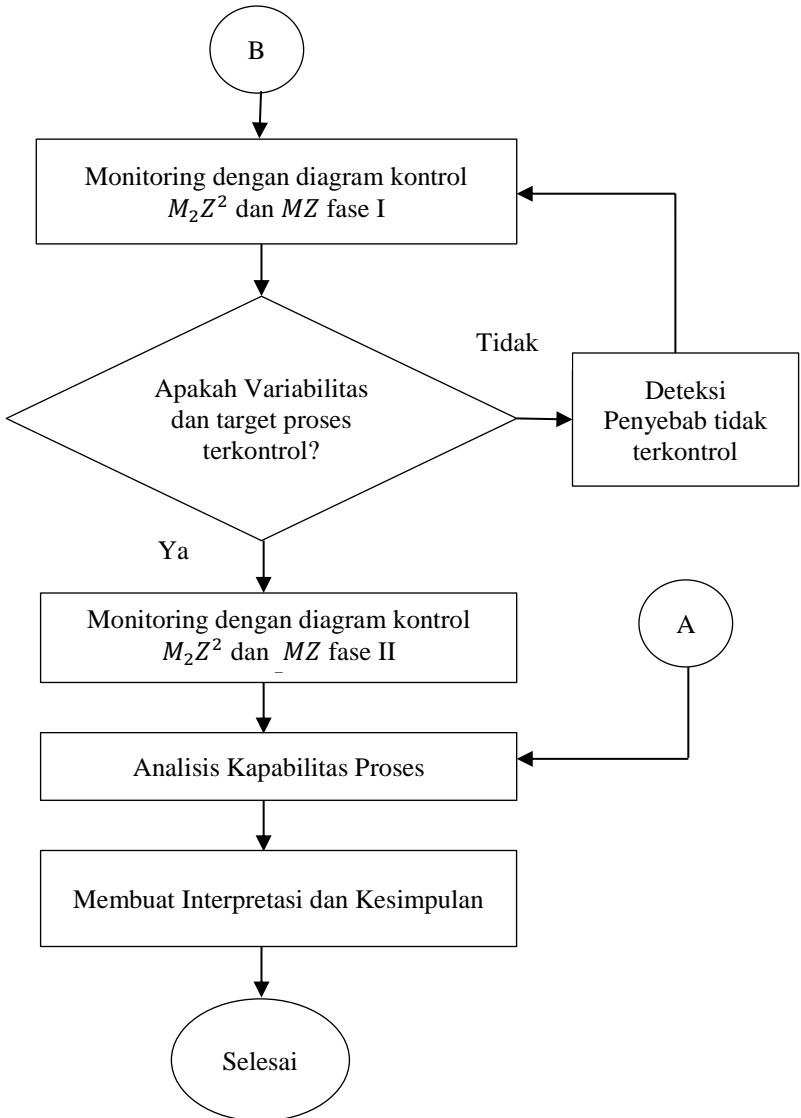 B
Monitoring dengan diagram kontrol
𝑀₂𝑍² dan 𝑀𝑍 fase I
Tidak
Apakah Variabilitas
dan target proses
terkontrol?
Deteksi
Penyebab tidak
terkontrol
Ya
Monitoring dengan diagram kontrol
𝑀₂𝑍² dan 𝑀𝑍 fase II
A
Analisis Kapabilitas Proses
Membuat Interpretasi dan Kesimpulan
Selesai